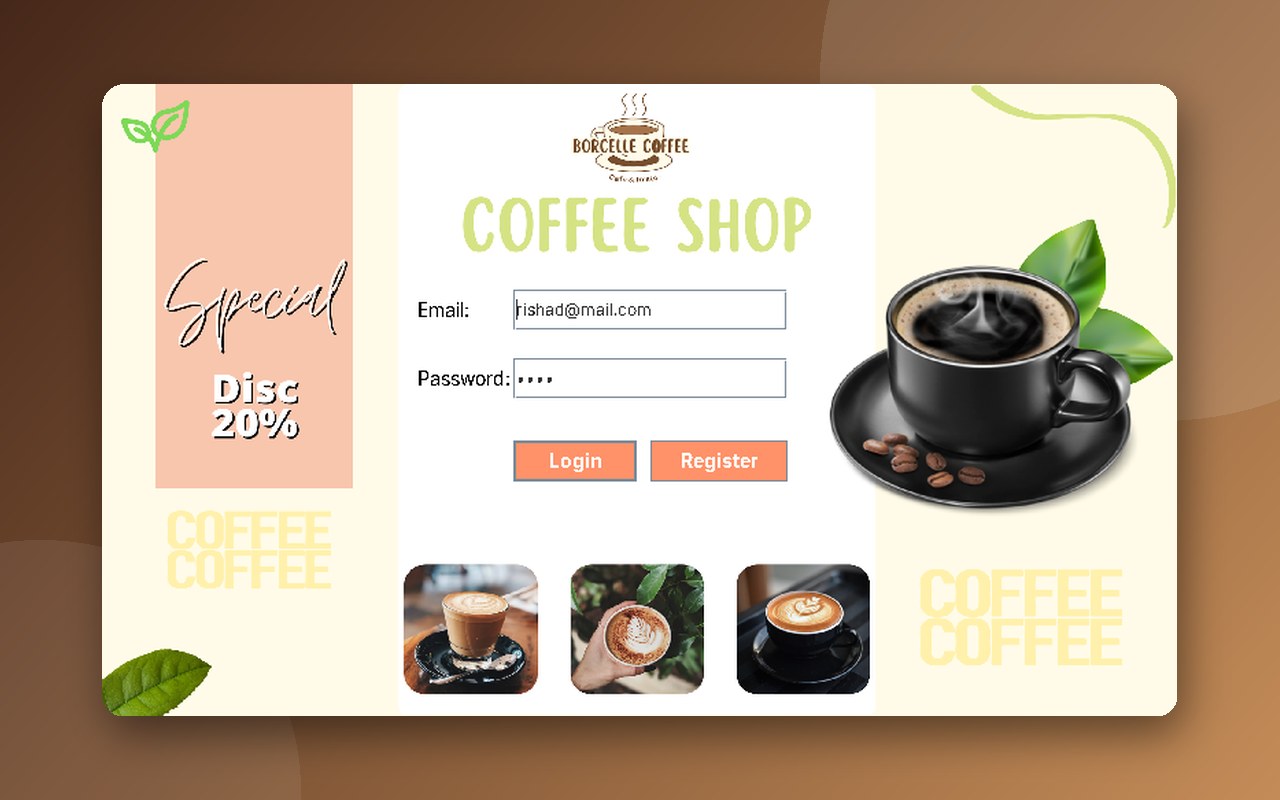 BORCELLE COFFEE
COFFEE SHOP
Special
Disc
20%
Email: rishad@mail.com
Password: ••••
Login Register
COFFEE
COFFEE
COFFEE
COFFEE